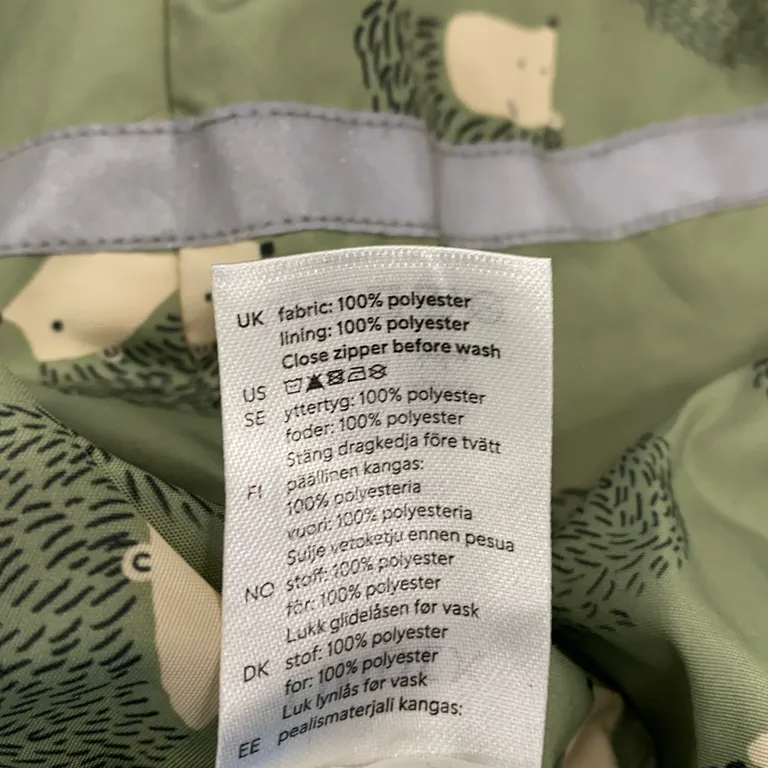 UK fabric: 100% polyester
lining: 100% polyester
Close zipper before wash
US
SE yttertyg: 100% polyester
foder: 100% polyester
Stäng dragkedja före tvätt
FI päällinen kangas:
100% polyesteria
vuori: 100% polyesteria
Sulje vetoketju ennen pesua
NO stoff: 100% polyester
fôr: 100% polyester
Lukk glidelåsen før vask
DK stof: 100% polyester
for: 100% polyester
Luk lynlås før vask
EE pealismaterjali kangas: